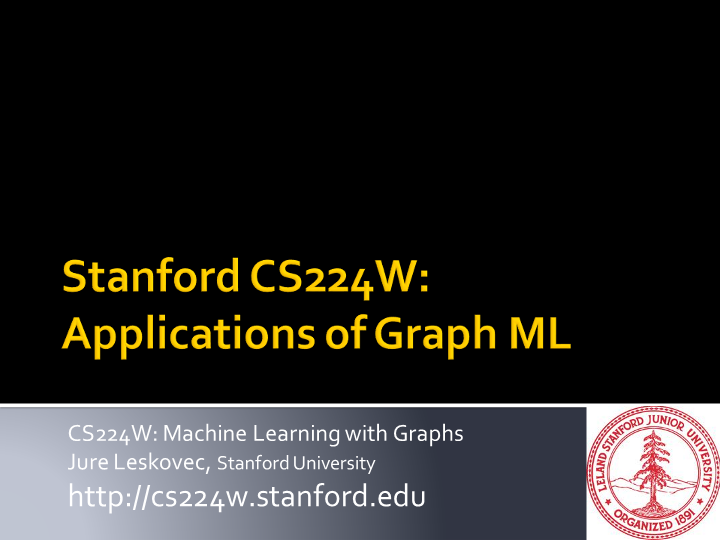 Stanford CS224W:
Applications of Graph ML
CS224W: Machine Learning with Graphs
Jure Leskovec, Stanford University
http://cs224w.stanford.edu
LELAND STANFORD JUNIOR UNIVERSITY
ORGANIZED 1891